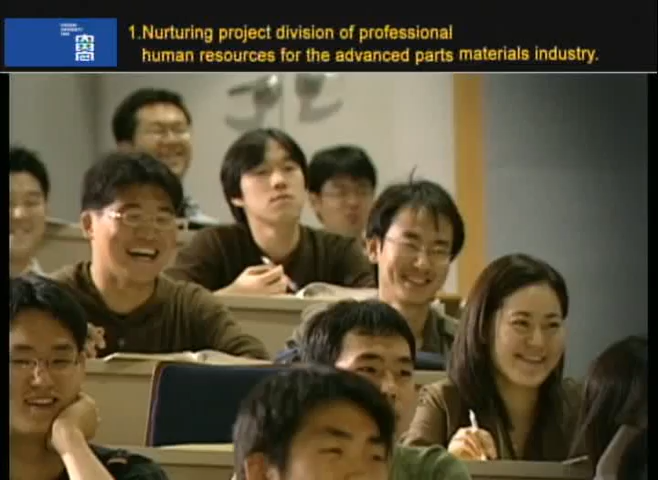 1.Nurturing project division of professional
human resources for the advanced parts materials industry.